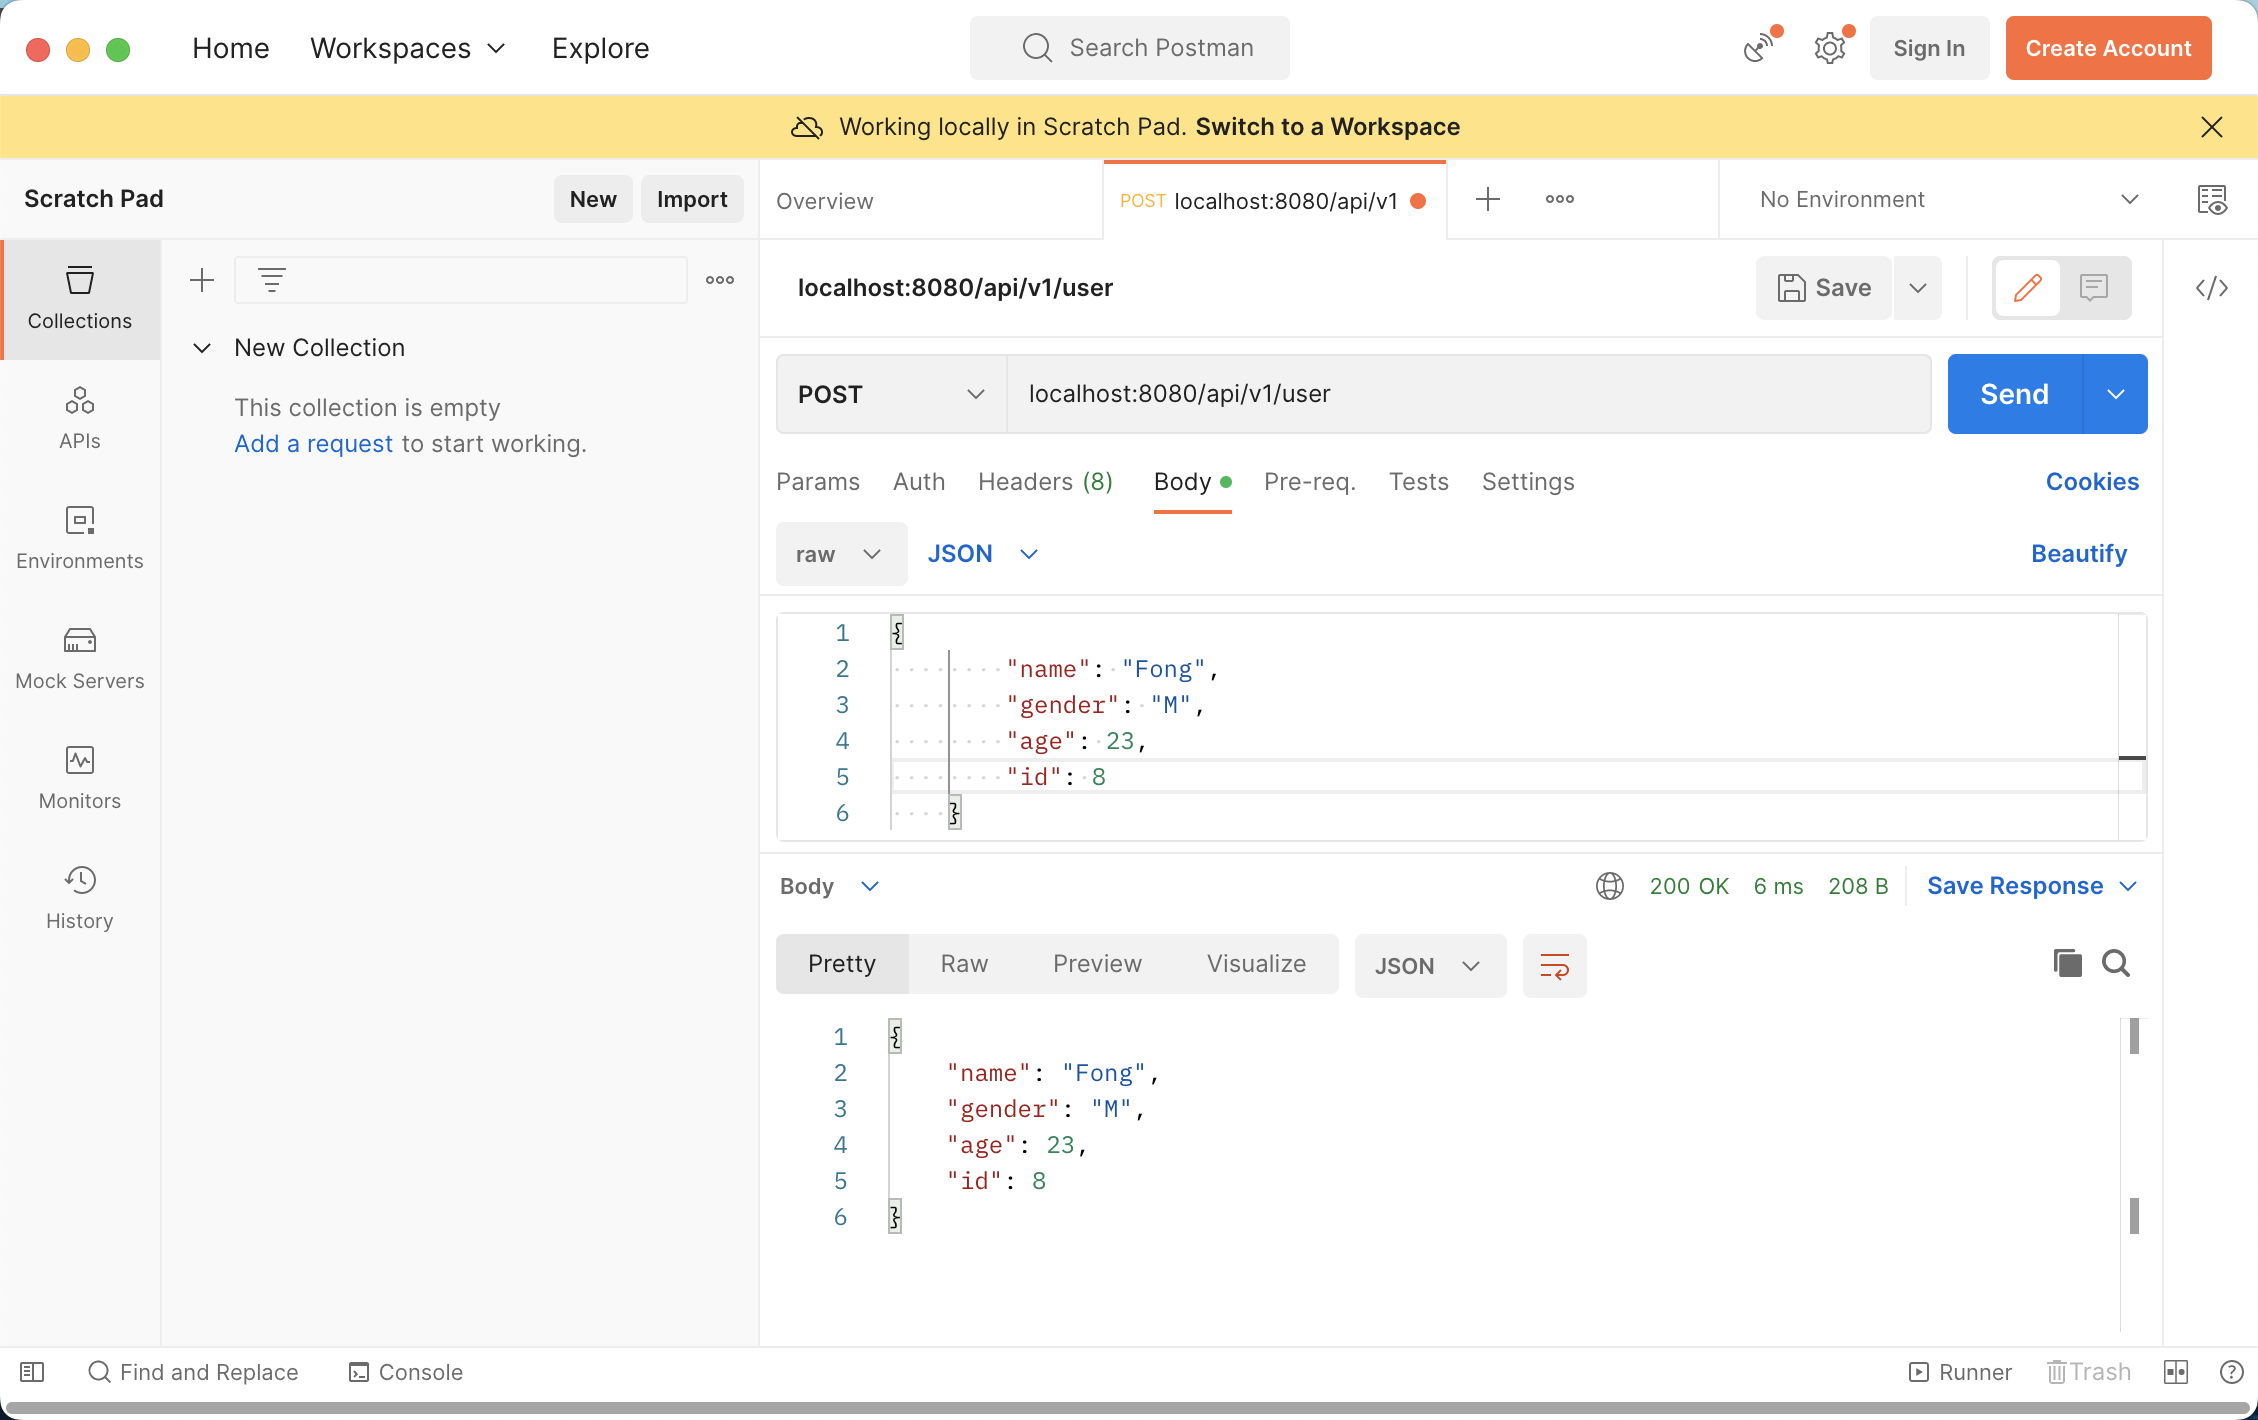 Home Workspaces Explore Search Postman Sign In Create Account
Working locally in Scratch Pad. Switch to a Workspace
Scratch Pad New Import Overview POST localhost:8080/api/v1 No Environment
Collections
APIs
Environments
Mock Servers
Monitors
History
New Collection
This collection is empty
Add a request to start working.
localhost:8080/api/v1/user Save
POST localhost:8080/api/v1/user Send
Params Auth Headers (8) Body Pre-req. Tests Settings Cookies
raw JSON Beautify
1 {
2 "name": "Fong",
3 "gender": "M",
4 "age": 23,
5 "id": 8
6 }
Body 200 OK 6 ms 208 B Save Response
Pretty Raw Preview Visualize JSON
1 {
2 "name": "Fong",
3 "gender": "M",
4 "age": 23,
5 "id": 8
6 }
Find and Replace Console Runner Trash